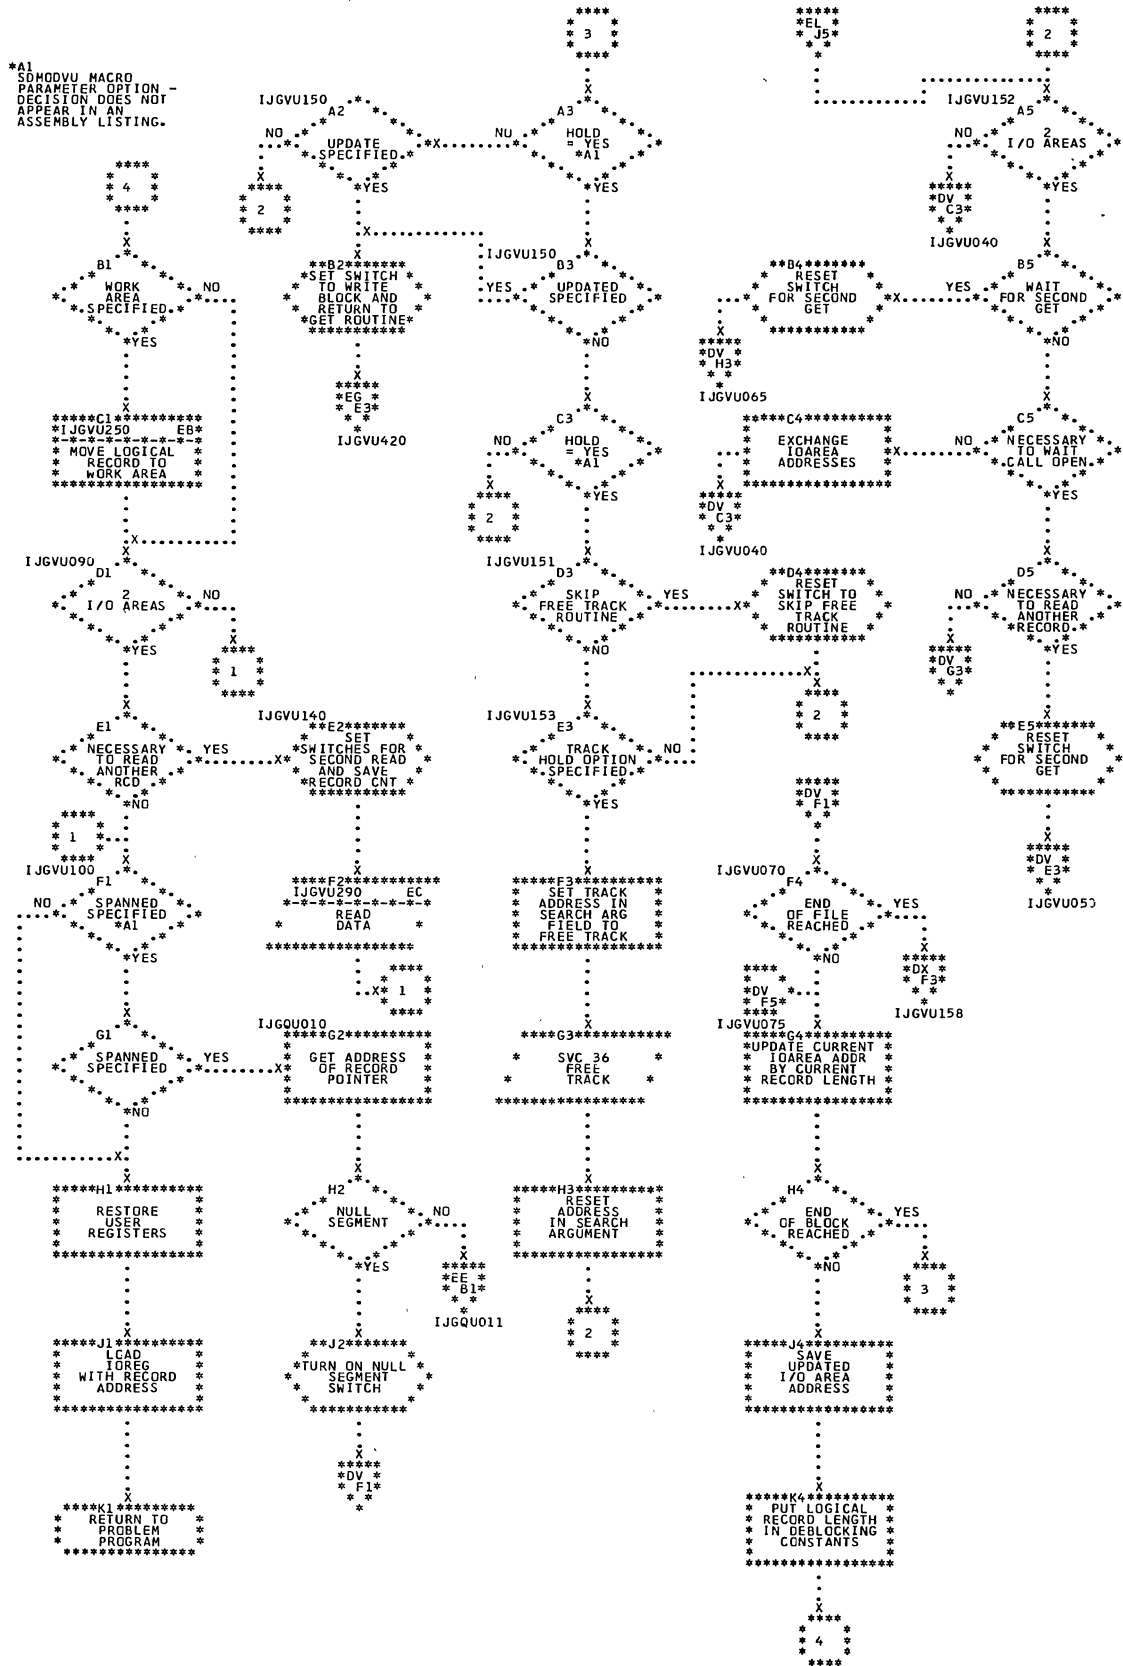 *A1
SDMODVU MACRO
PARAMETER OPTION -
DECISION DOES NOT
APPEAR IN AN
ASSEMBLY LISTING.
4
B1
WORK
AREA
SPECIFIED
NO
YES
C1
IJGVU250 EB
MOVE LOGICAL
RECORD TO
WORK AREA
IJGVU090
D1
2
I/O AREAS
NO
1
YES
E1
NECESSARY
TO READ
ANOTHER
RCD
YES
NO
1
IJGVU100
F1
SPANNED
SPECIFIED
*A1
NO
YES
G1
SPANNED
SPECIFIED
YES
NO
H1
RESTORE
USER
REGISTERS
J1
LOAD
IOREG
WITH RECORD
ADDRESS
K1
RETURN TO
PROBLEM
PROGRAM
IJGVU150
A2
UPDATE
SPECIFIED
NO
2
YES
B2
SET SWITCH
TO WRITE
BLOCK AND
RETURN TO
GET ROUTINE
EG
E3
IJGVU420
IJGVU140
E2
SET
SWITCHES FOR
SECOND READ
AND SAVE
RECORD CNT
F2
IJGVU290 EC
READ
DATA
1
IJGQU010
G2
GET ADDRESS
OF RECORD
POINTER
H2
NULL
SEGMENT
NO
EE
B1
IJGQU011
YES
J2
TURN ON NULL
SEGMENT
SWITCH
DV
F1
3
A3
HOLD
= YES
*A1
NO
YES
IJGVU150
B3
UPDATED
SPECIFIED
YES
NO
C3
HOLD
= YES
*A1
NO
2
YES
IJGVU151
D3
SKIP
FREE TRACK
ROUTINE
YES
NO
IJGVU153
E3
TRACK
HOLD OPTION
SPECIFIED
NO
YES
F3
SET TRACK
ADDRESS IN
SEARCH ARG
FIELD TO
FREE TRACK
G3
SVC 36
FREE
TRACK
H3
RESET
ADDRESS
IN SEARCH
ARGUMENT
2
EL
J5
B4
RESET
SWITCH
FOR SECOND
GET
DV
H3
IJGVU065
C4
EXCHANGE
IOAREA
ADDRESSES
DV
C3
IJGVU040
D4
RESET
SWITCH TO
SKIP FREE
TRACK
ROUTINE
2
DV
F1
IJGVU070
F4
END
OF FILE
REACHED
YES
DX
F3
IJGVU158
NO
DV
F5
IJGVU075
G4
UPDATE CURRENT
IOAREA ADDR
BY CURRENT
RECORD LENGTH
H4
END
OF BLOCK
REACHED
YES
3
NO
J4
SAVE
UPDATED
I/O AREA
ADDRESS
K4
PUT LOGICAL
RECORD LENGTH
IN DEBLOCKING
CONSTANTS
4
2
IJGVU152
A5
2
I/O AREAS
NO
DV
C3
IJGVU040
YES
B5
WAIT
FOR SECOND
GET
YES
NO
C5
NECESSARY
TO WAIT
CALL OPEN
NO
YES
D5
NECESSARY
TO READ
ANOTHER
RECORD
NO
DV
G3
YES
E5
RESET
SWITCH
FOR SECOND
GET
DV
E3
IJGVU050